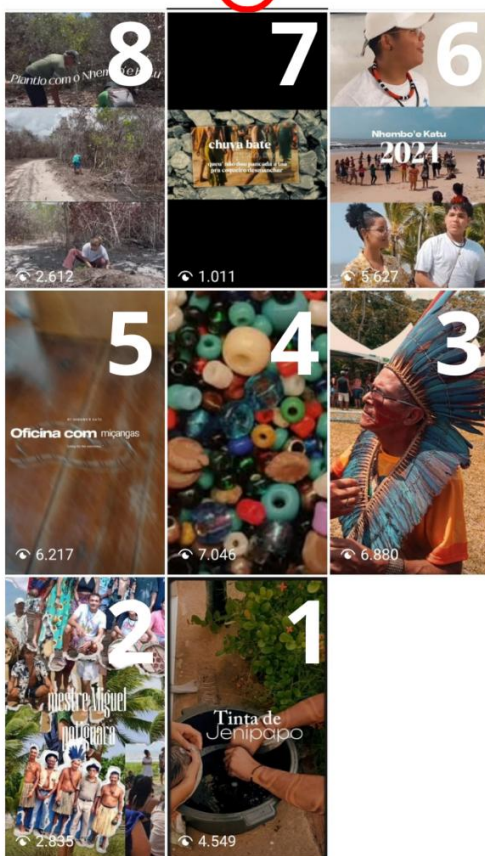 8
Plantando com o Nhembo'e Katu
2.612
7
chuva bate
1.011
6
Nhembo'e Katu
2024
5.627
5
Oficina com miçangas
6.217
4
7.046
3
6.880
2
mestre Miguel
potiguara
2.835
1
Tinta de
Jenipapo
4.549